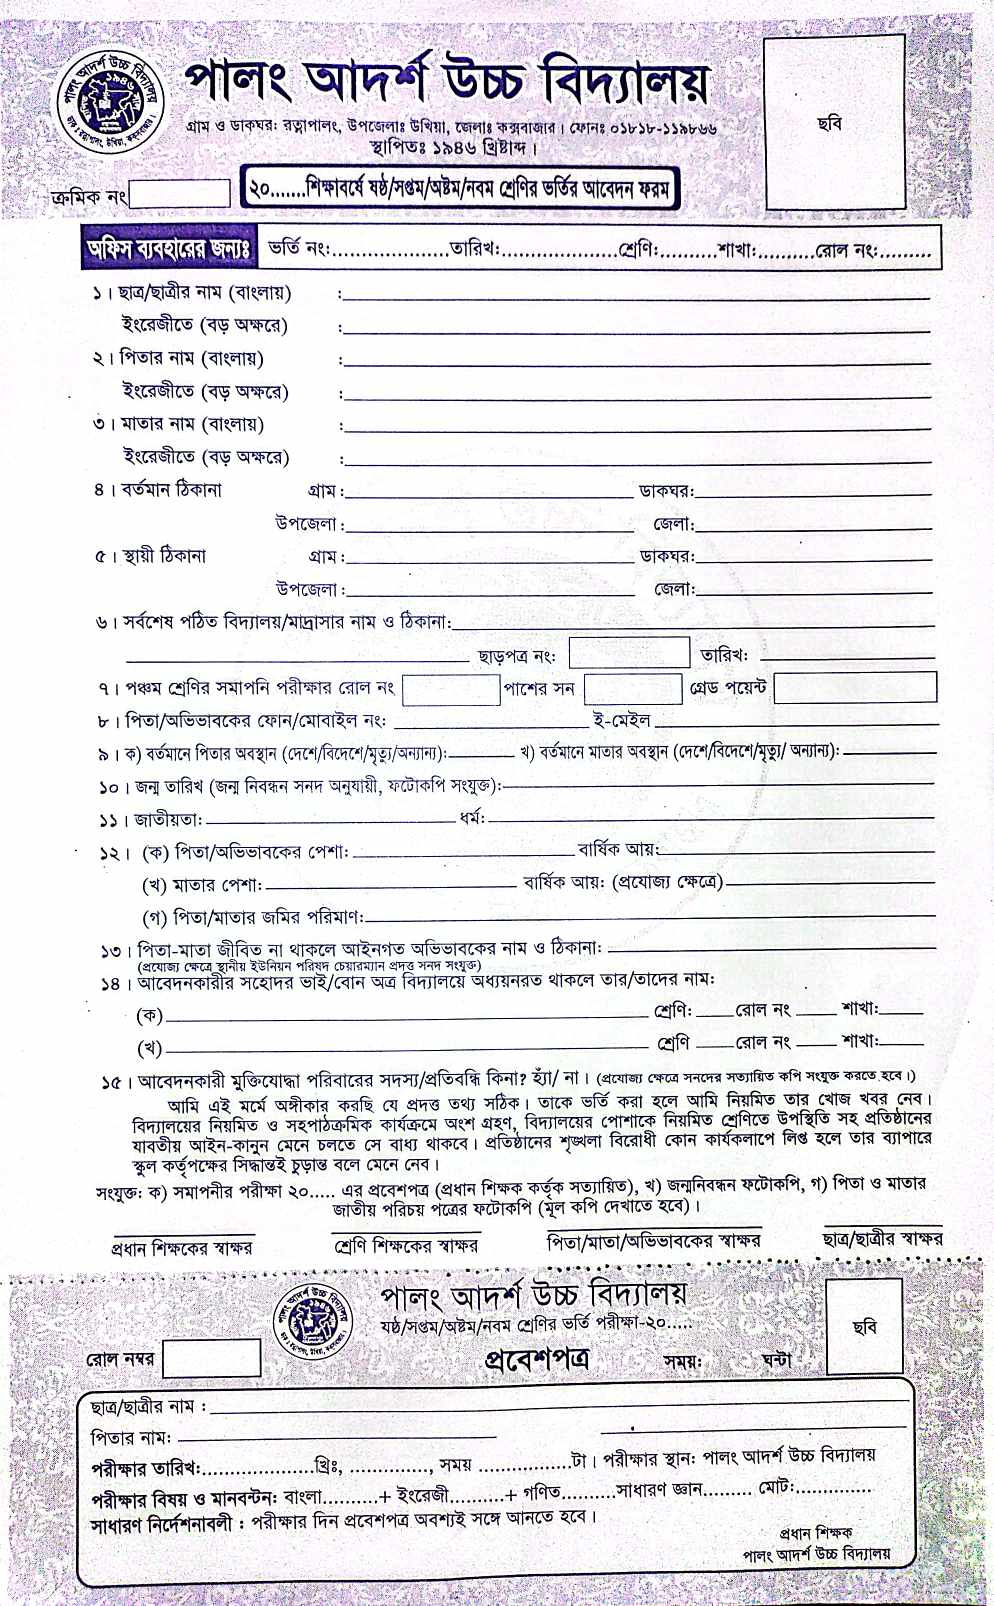 পালং আদর্শ উচ্চ বিদ্যালয়
গ্রাম ও ডাকঘর: রত্নাপালং, উপজেলাঃ উখিয়া, জেলাঃ কক্সবাজার। ফোনঃ ০১৮১৮-১১৯৮৬৬
স্থাপিতঃ ১৯৪৬ খ্রিষ্টাব্দ।
ছবি
ক্রমিক নং
২০.......শিক্ষাবর্ষে ষষ্ঠ/সপ্তম/অষ্টম/নবম শ্রেণির ভর্তির আবেদন ফরম
অফিস ব্যবহারের জন্যঃ ভর্তি নং:.....................তারিখ:.....................শ্রেণি:..........শাখা:..........রোল নং:.........
১। ছাত্র/ছাত্রীর নাম (বাংলায়) :
ইংরেজীতে (বড় অক্ষরে) :
২। পিতার নাম (বাংলায়) :
ইংরেজীতে (বড় অক্ষরে) :
৩। মাতার নাম (বাংলায়) :
ইংরেজীতে (বড় অক্ষরে) :
৪। বর্তমান ঠিকানা গ্রাম: ডাকঘর:
উপজেলা: জেলা:
৫। স্থায়ী ঠিকানা গ্রাম: ডাকঘর:
উপজেলা: জেলা:
৬। সর্বশেষ পঠিত বিদ্যালয়/মাদ্রাসার নাম ও ঠিকানা:
ছাড়পত্র নং: তারিখ:
৭। পঞ্চম শ্রেণির সমাপনি পরীক্ষার রোল নং পাশের সন গ্রেড পয়েন্ট
৮। পিতা/অভিভাবকের ফোন/মোবাইল নং: ই-মেইল
৯। ক) বর্তমানে পিতার অবস্থান (দেশে/বিদেশে/মৃত্যু/অন্যান্য): খ) বর্তমানে মাতার অবস্থান (দেশে/বিদেশে/মৃত্যু/ অন্যান্য):
১০। জন্ম তারিখ (জন্ম নিবন্ধন সনদ অনুযায়ী, ফটোকপি সংযুক্ত):
১১। জাতীয়তা: ধর্ম:
১২। (ক) পিতা/অভিভাবকের পেশা: বার্ষিক আয়:
(খ) মাতার পেশা: বার্ষিক আয়: (প্রযোজ্য ক্ষেত্রে)
(গ) পিতা/মাতার জমির পরিমাণ:
১৩। পিতা-মাতা জীবিত না থাকলে আইনগত অভিভাবকের নাম ও ঠিকানা:
(প্রযোজ্য ক্ষেত্রে স্থানীয় ইউনিয়ন পরিষদ চেয়ারম্যান প্রদত্ত সনদ সংযুক্ত)
১৪। আবেদনকারীর সহোদর ভাই/বোন অত্র বিদ্যালয়ে অধ্যয়নরত থাকলে তার/তাদের নাম:
(ক) শ্রেণি: রোল নং শাখা:
(খ) শ্রেণি রোল নং শাখা:
১৫। আবেদনকারী মুক্তিযোদ্ধা পরিবারের সদস্য/প্রতিবন্ধি কিনা? হ্যাঁ/ না। (প্রযোজ্য ক্ষেত্রে সনদের সত্যায়িত কপি সংযুক্ত করতে হবে।)
আমি এই মর্মে অঙ্গীকার করছি যে প্রদত্ত তথ্য সঠিক। তাকে ভর্তি করা হলে আমি নিয়মিত তার খোজ খবর নেব।
বিদ্যালয়ের নিয়মিত ও সহপাঠক্রমিক কার্যক্রমে অংশ গ্রহণ, বিদ্যালয়ের পোশাকে নিয়মিত শ্রেণিতে উপস্থিতি সহ প্রতিষ্ঠানের
যাবতীয় আইন-কানুন মেনে চলতে সে বাধ্য থাকবে। প্রতিষ্ঠানের শৃঙ্খলা বিরোধী কোন কার্যকলাপে লিপ্ত হলে তার ব্যাপারে
স্কুল কর্তৃপক্ষের সিদ্ধান্তই চুড়ান্ত বলে মেনে নেব।
সংযুক্ত: ক) সমাপনীর পরীক্ষা ২০..... এর প্রবেশপত্র (প্রধান শিক্ষক কর্তৃক সত্যায়িত), খ) জন্মনিবন্ধন ফটোকপি, গ) পিতা ও মাতার
জাতীয় পরিচয় পত্রের ফটোকপি (মূল কপি দেখাতে হবে)।
প্রধান শিক্ষকের স্বাক্ষর শ্রেণি শিক্ষকের স্বাক্ষর পিতা/মাতা/অভিভাবকের স্বাক্ষর ছাত্র/ছাত্রীর স্বাক্ষর
পালং আদর্শ উচ্চ বিদ্যালয়
ষষ্ঠ/সপ্তম/অষ্টম/নবম শ্রেণির ভর্তি পরীক্ষা-২০.....
ছবি
রোল নম্বর প্রবেশপত্র সময়: ঘন্টা
ছাত্র/ছাত্রীর নাম :
পিতার নাম:
পরীক্ষার তারিখ:....................খ্রিঃ, .............., সময় .................টা। পরীক্ষার স্থান: পালং আদর্শ উচ্চ বিদ্যালয়
পরীক্ষার বিষয় ও মানবন্টন: বাংলা..........+ ইংরেজী..........+ গণিত..........সাধারণ জ্ঞান......... মোট:..............
সাধারণ নির্দেশনাবলী : পরীক্ষার দিন প্রবেশপত্র অবশ্যই সঙ্গে আনতে হবে।
প্রধান শিক্ষক
পালং আদর্শ উচ্চ বিদ্যালয়